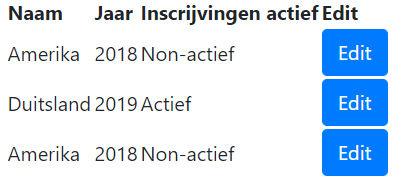 Naam Jaar Inscrijvingen actief Edit
Amerika 2018 Non-actief Edit
Duitsland 2019 Actief Edit
Amerika 2018 Non-actief Edit